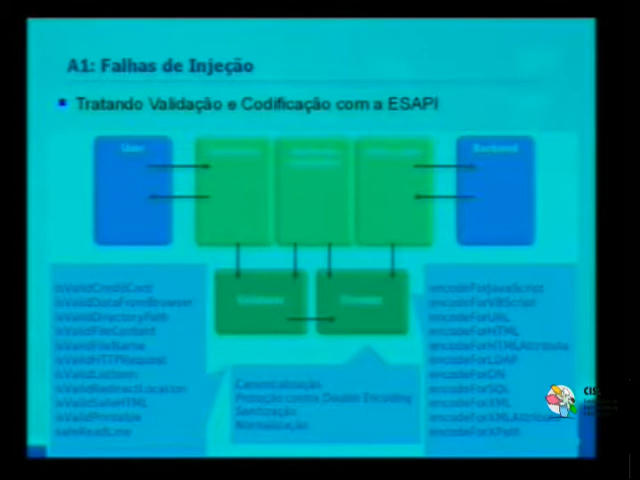 A1: Falhas de Injeção
Tratando Validação e Codificação com a ESAPI
User
Backend
isValidCreditCard
isValidDataFromBrowser
isValidDirectoryPath
isValidFileContent
isValidFileName
isValidHTTPRequest
isValidListItem
isValidRedirectLocation
isValidSafeHTML
isValidPrintable
safeReadLine
Canonicalização
Proteção contra Double Encoding
Sanitização
Normalização
encodeForJavaScript
encodeForVBScript
encodeForURL
encodeForHTML
encodeForHTMLAttribute
encodeForLDAP
encodeForDN
encodeForSQL
encodeForXML
encodeForXMLAttribute
encodeForXPath